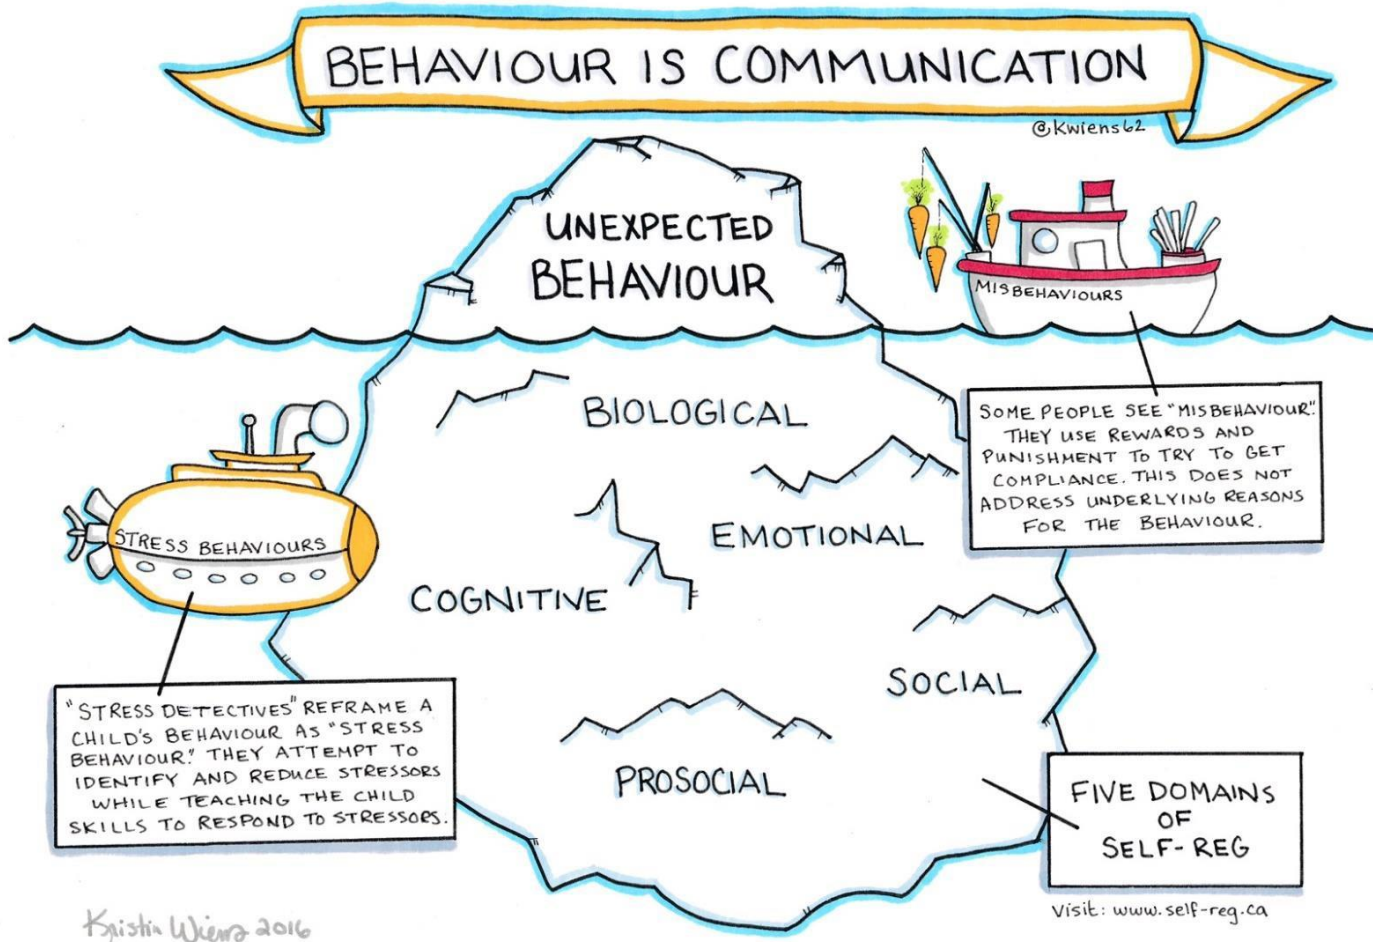 BEHAVIOUR IS COMMUNICATION
@Kwiens62
UNEXPECTED
BEHAVIOUR
MISBEHAVIOURS
SOME PEOPLE SEE "MISBEHAVIOUR".
THEY USE REWARDS AND
PUNISHMENT TO TRY TO GET
COMPLIANCE. THIS DOES NOT
ADDRESS UNDERLYING REASONS
FOR THE BEHAVIOUR.
BIOLOGICAL
EMOTIONAL
STRESS BEHAVIOURS
COGNITIVE
SOCIAL
"STRESS DETECTIVES" REFRAME A
CHILD'S BEHAVIOUR AS "STRESS
BEHAVIOUR". THEY ATTEMPT TO
IDENTIFY AND REDUCE STRESSORS
WHILE TEACHING THE CHILD
SKILLS TO RESPOND TO STRESSORS.
PROSOCIAL
FIVE DOMAINS
OF
SELF-REG
Visit: www.self-reg.ca
Kristin Wiens 2016